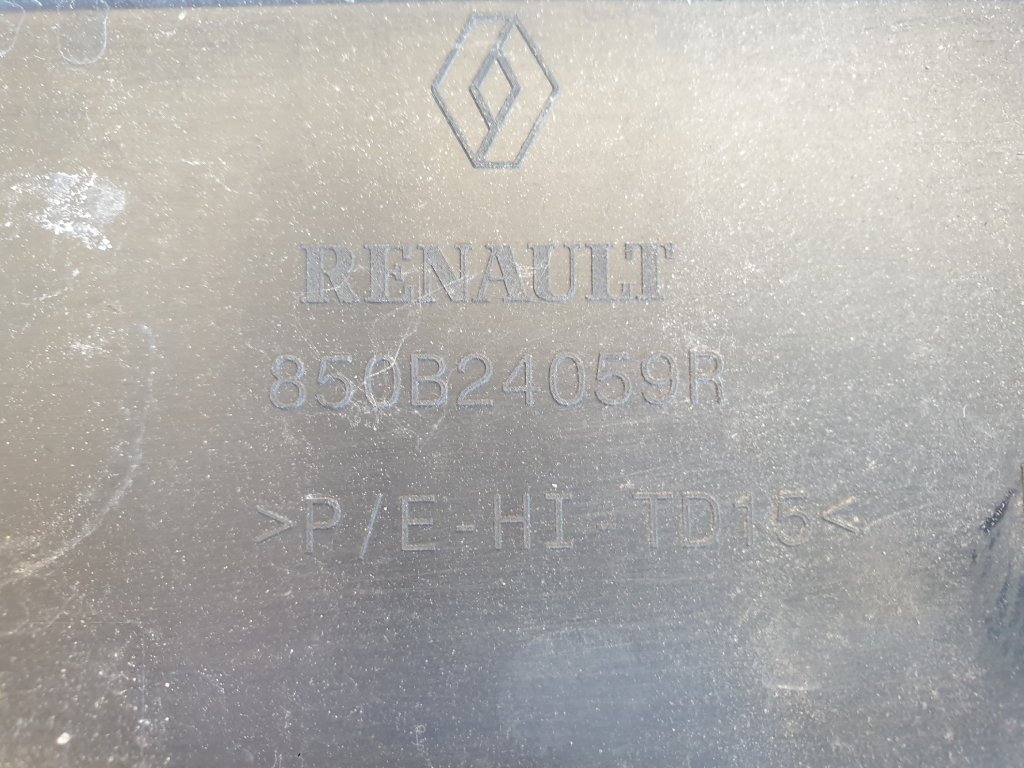 RENAULT
850B24059R
>P/E-HI-TD15<